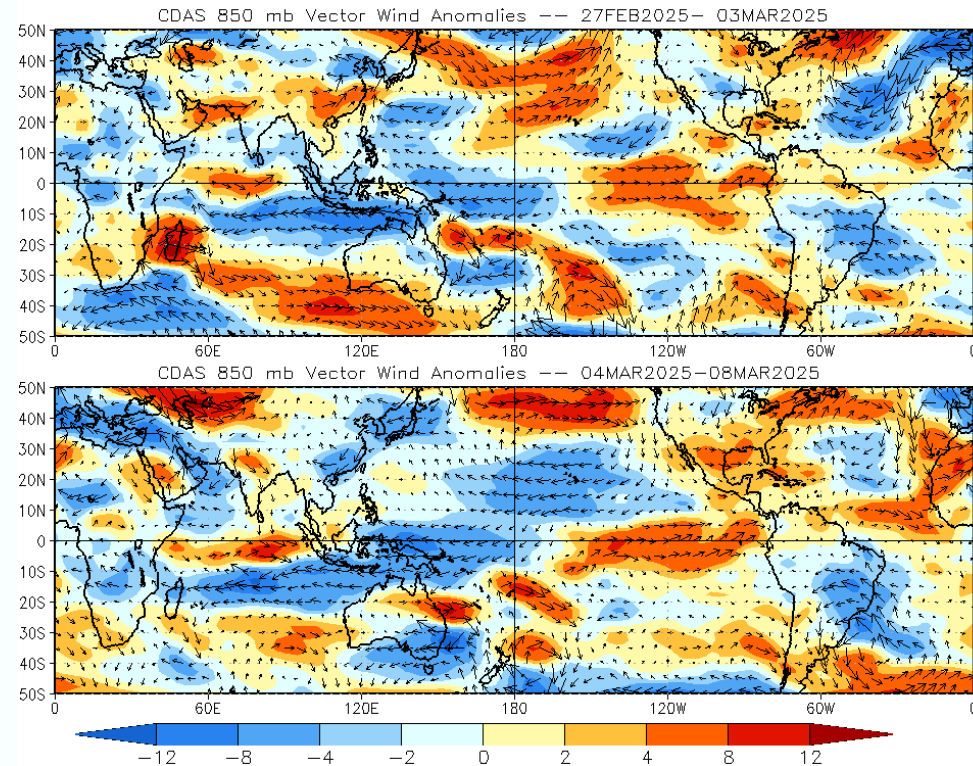 CDAS 850 mb Vector Wind Anomalies -- 27FEB2025- 03MAR2025
50N
40N
30N
20N
10N
0
10S
20S
30S
40S
50S
0 60E 120E 180 120W 60W 0
CDAS 850 mb Vector Wind Anomalies -- 04MAR2025-08MAR2025
50N
40N
30N
20N
10N
0
10S
20S
30S
40S
50S
0 60E 120E 180 120W 60W 0
-12 -8 -4 -2 0 2 4 8 12